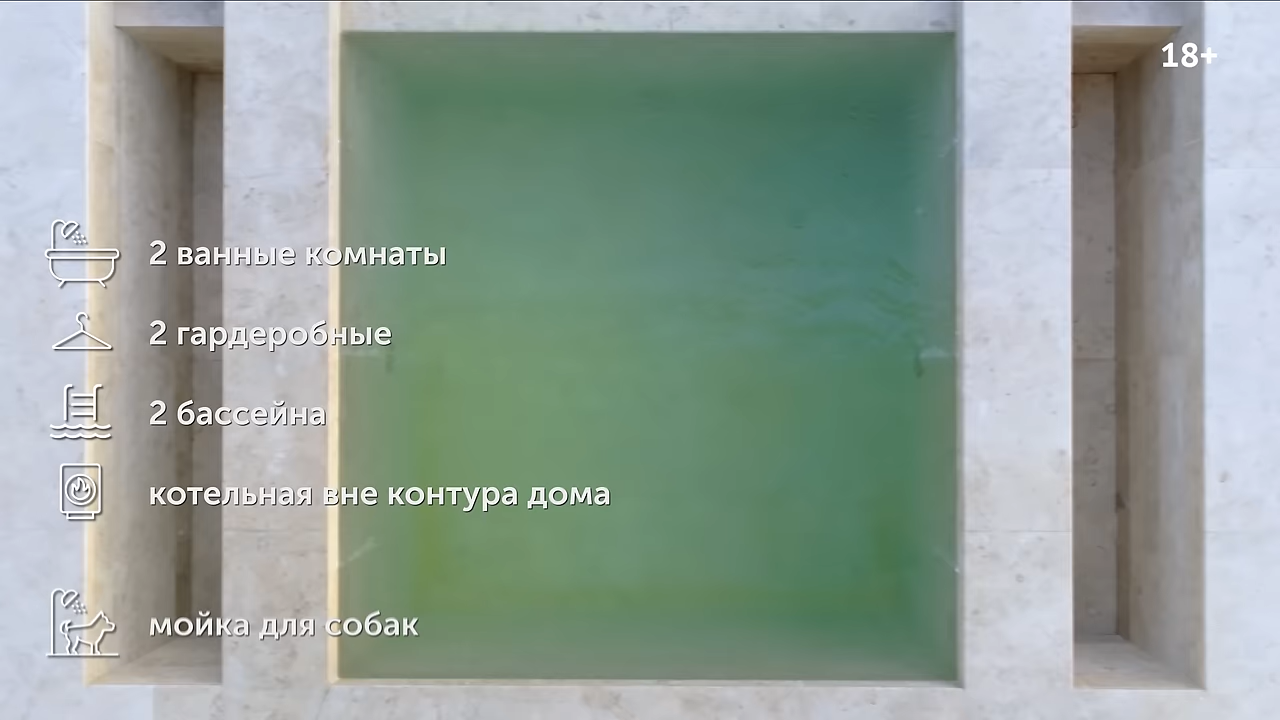 18+
2 ванные комнаты
2 гардеробные
2 бассейна
котельная вне контура дома
мойка для собак